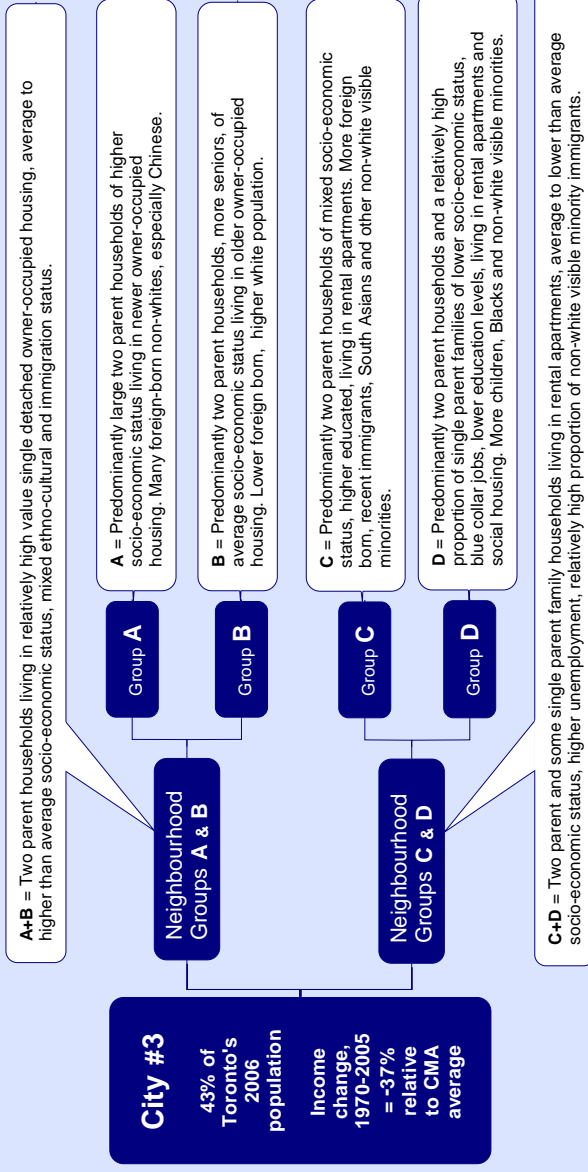 City #3
43% of
Toronto's
2006
population
Income
change,
1970-2005
= -37%
relative
to CMA
average
A+B = Two parent households living in relatively high value single detached owner-occupied housing, average to
higher than average socio-economic status, mixed ethno-cultural and immigration status.
Neighbourhood
Groups A & B
Group A
A = Predominantly large two parent households of higher
socio-economic status living in newer owner-occupied
housing. Many foreign-born non-whites, especially Chinese.
Group B
B = Predominantly two parent households, more seniors, of
average socio-economic status living in older owner-occupied
housing. Lower foreign born, higher white population.
Neighbourhood
Groups C & D
Group C
C = Predominantly two parent households of mixed socio-economic
status, higher educated, living in rental apartments. More foreign
born, recent immigrants, South Asians and other non-white visible
minorities.
Group D
D = Predominantly two parent households and a relatively high
proportion of single parent families of lower socio-economic status,
blue collar jobs, lower education levels, living in rental apartments and
social housing. More children, Blacks and non-white visible minorities.
C+D = Two parent and some single parent family households living in rental apartments, average to lower than average
socio-economic status, higher unemployment, relatively high proportion of non-white visible minority immigrants.